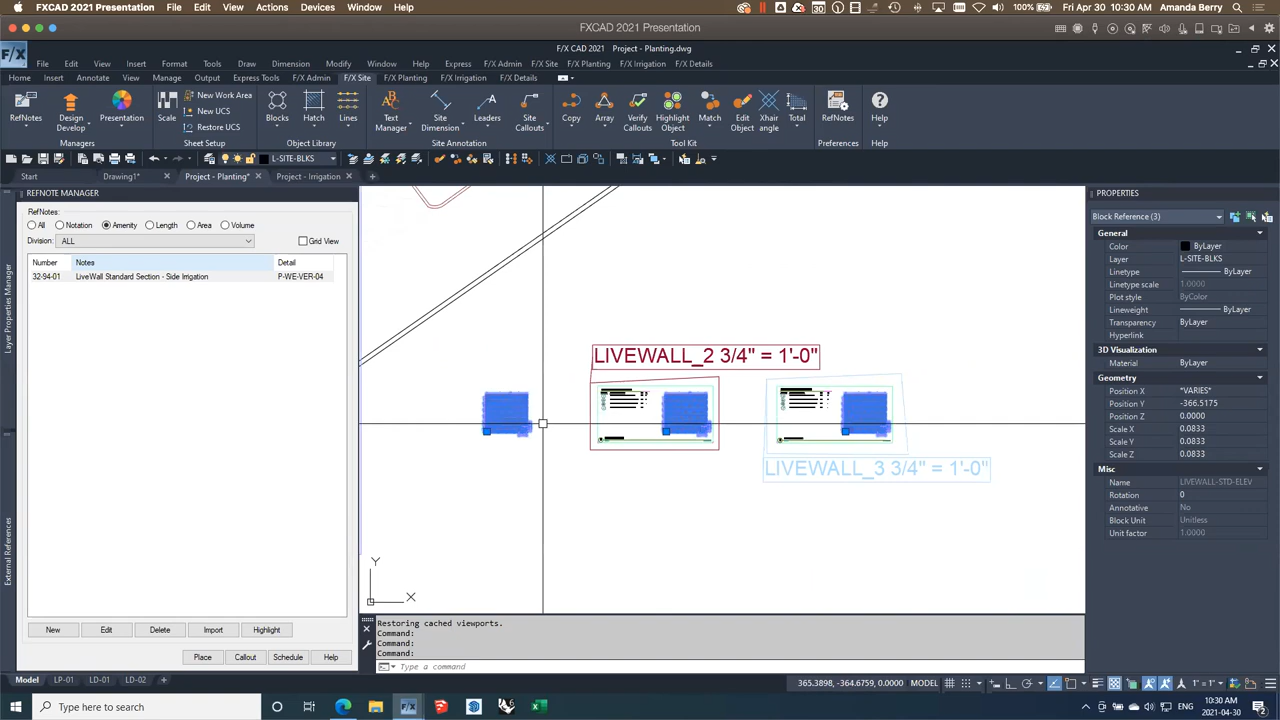 FXCAD 2021 Presentation File Edit View Insert Actions Devices Window Help 100% Fri Apr 30 10:30 AM Amanda Berry
FXCAD 2021 Presentation
F/X CAD 2021 Project - Planting.dwg
F/X
File Edit View Insert Format Tools Draw Dimension Modify Window Help Express F/X Admin F/X Site F/X Planting F/X Irrigation F/X Details
Home Insert Annotate View Manage Output Express Tools F/X Admin F/X Site F/X Planting F/X Irrigation F/X Details
RefNotes Design Develop Presentation Scale New Work Area New UCS Restore UCS Blocks Hatch Lines Text Manager Site Dimension Leaders Site Callouts Copy Array Verify Callouts Highlight Object Match Edit Object Xhair angle Total RefNotes Help
Managers Sheet Setup Object Library Site Annotation Tool Kit Preferences Help
L-SITE-BLKS
Start Drawing1* Project - Planting* Project - Irrigation*
REFNOTE MANAGER
RefNotes:
All Notation Amenity Length Area Volume
Division: ALL Grid View
Number Notes Detail
32-94-01 LiveWall Standard Section - Side Irrigation P-WE-VER-04
New Edit Delete Import Highlight
Place Callout Schedule Help
Layer Properties Manager
External References
LIVEWALL_2 3/4" = 1'-0"
LIVEWALL_3 3/4" = 1'-0"
Y
X
Restoring cached viewports.
Command:
Command:
Command:
Type a command
PROPERTIES
Block Reference (3)
General
Color ByLayer
Layer L-SITE-BLKS
Linetype ByLayer
Linetype scale 1.0000
Plot style ByColor
Lineweight ByLayer
Transparency ByLayer
Hyperlink
3D Visualization
Material ByLayer
Geometry
Position X *VARIES*
Position Y -366.5175
Position Z 0.0000
Scale X 0.0833
Scale Y 0.0833
Scale Z 0.0833
Misc
Name LIVEWALL-STD-ELEV
Rotation 0
Annotative No
Block Unit Unitless
Unit factor 1.0000
Model LP-01 LD-01 LD-02 365.3898, -364.6759, 0.0000 MODEL 1" = 1'
Type here to search 10:30 AM
2021-04-30